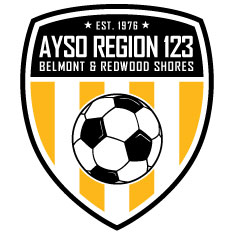 ★ EST. 1976 ★
AYSO REGION 123
BELMONT & REDWOOD SHORES